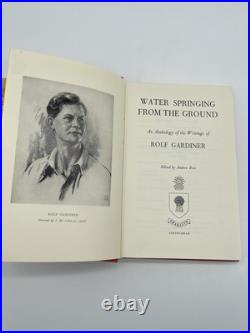 ROLF GARDINER
WATER SPRINGING
FROM THE GROUND
An Anthology of the Writings of
ROLF GARDINER
Edited by Andrew Best